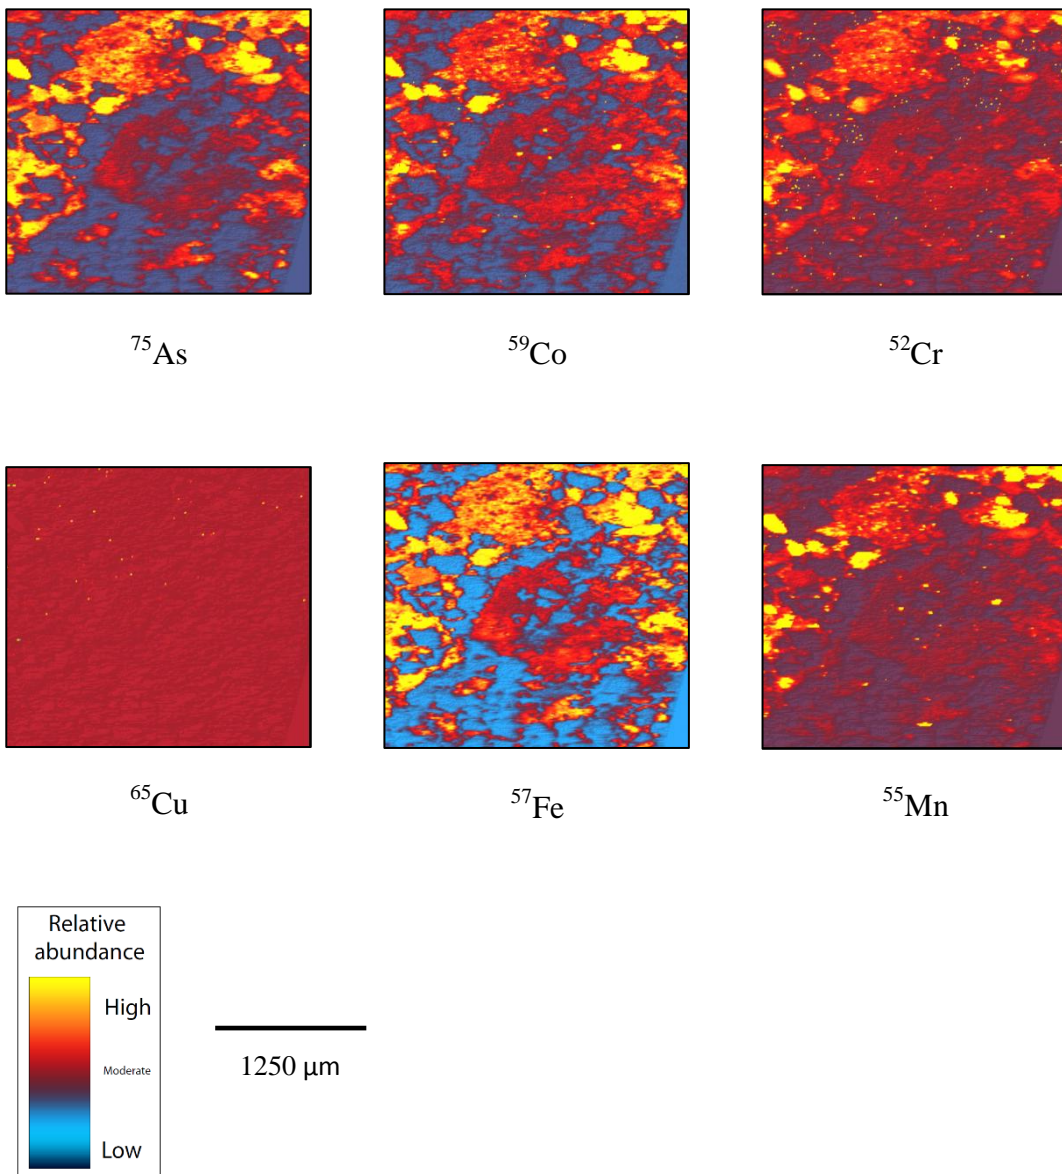 ⁷⁵As
⁵⁹Co
⁵²Cr
⁶⁵Cu
⁵⁷Fe
⁵⁵Mn
Relative
abundance
High
Moderate
Low
1250 μm